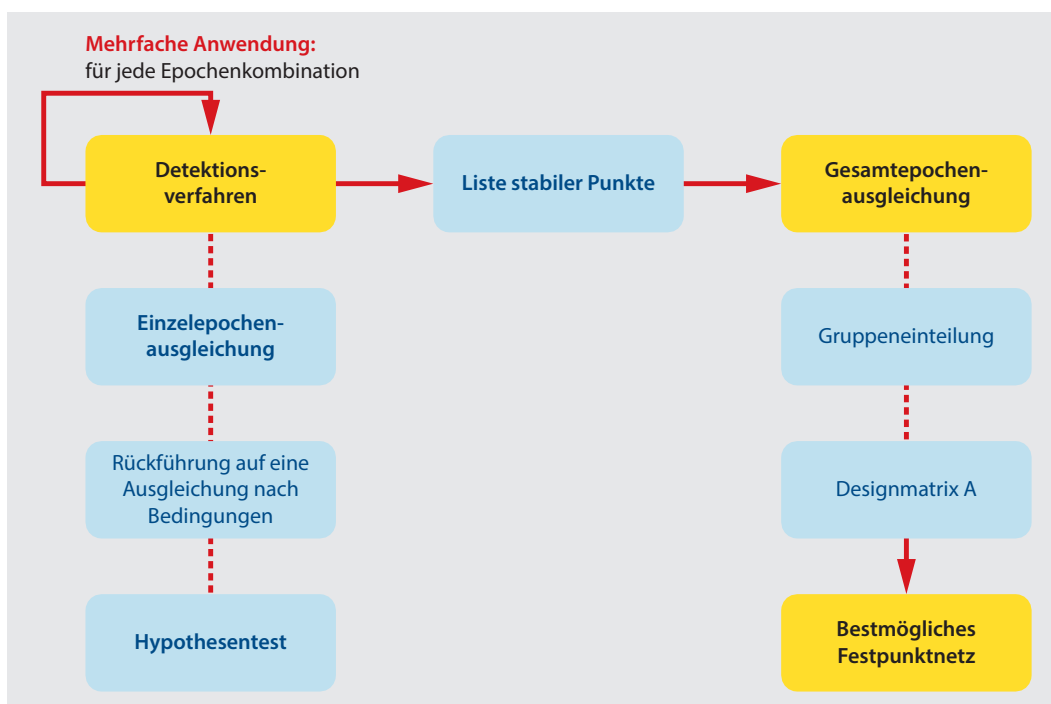 Mehrfache Anwendung:
für jede Epochenkombination
Detektions-
verfahren
Liste stabiler Punkte
Gesamtepochen-
ausgleichung
Einzelepochen-
ausgleichung
Gruppeneinteilung
Rückführung auf eine
Ausgleichung nach
Bedingungen
Designmatrix A
Hypothesentest
Bestmögliches
Festpunktnetz